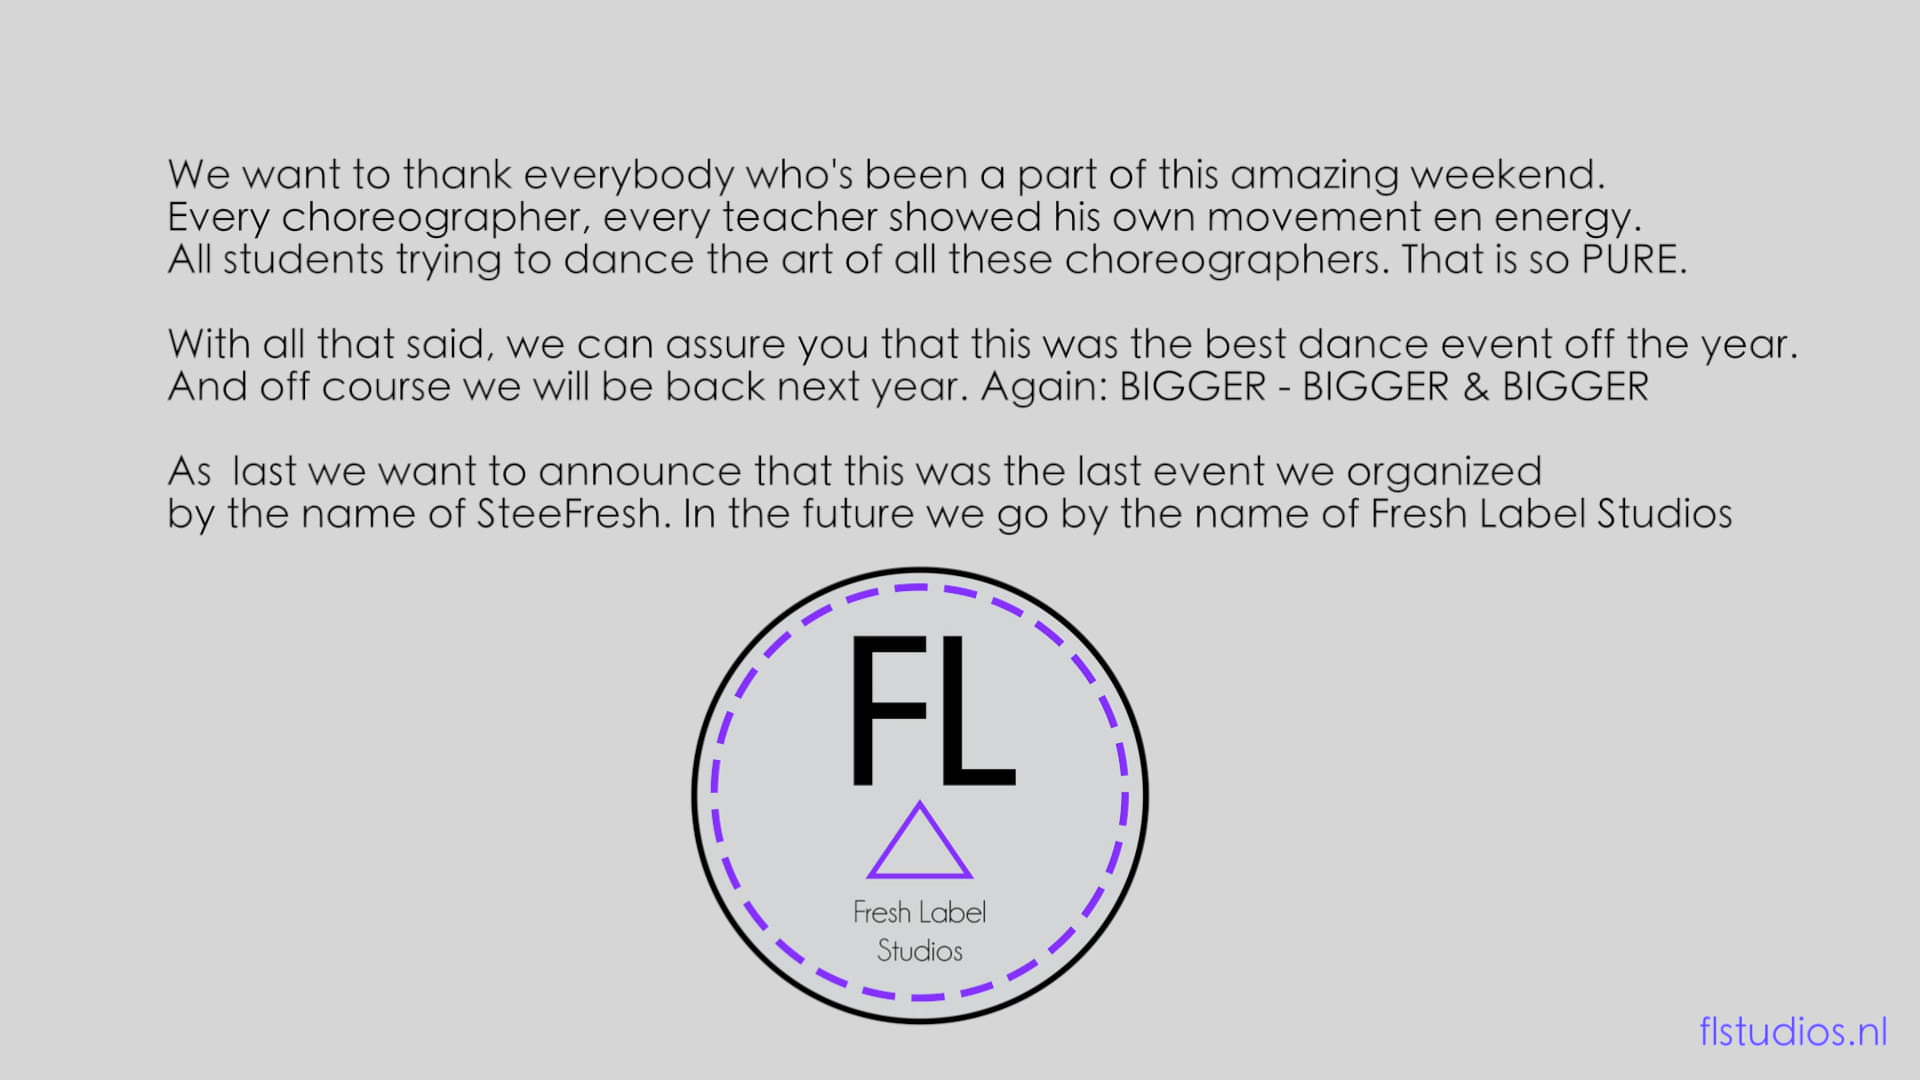 We want to thank everybody who's been a part of this amazing weekend.
Every choreographer, every teacher showed his own movement en energy.
All students trying to dance the art of all these choreographers. That is so PURE.
With all that said, we can assure you that this was the best dance event off the year.
And off course we will be back next year. Again: BIGGER - BIGGER & BIGGER
As  last we want to announce that this was the last event we organized
by the name of SteeFresh. In the future we go by the name of Fresh Label Studios
FL
Fresh Label
Studios
flstudios.nl